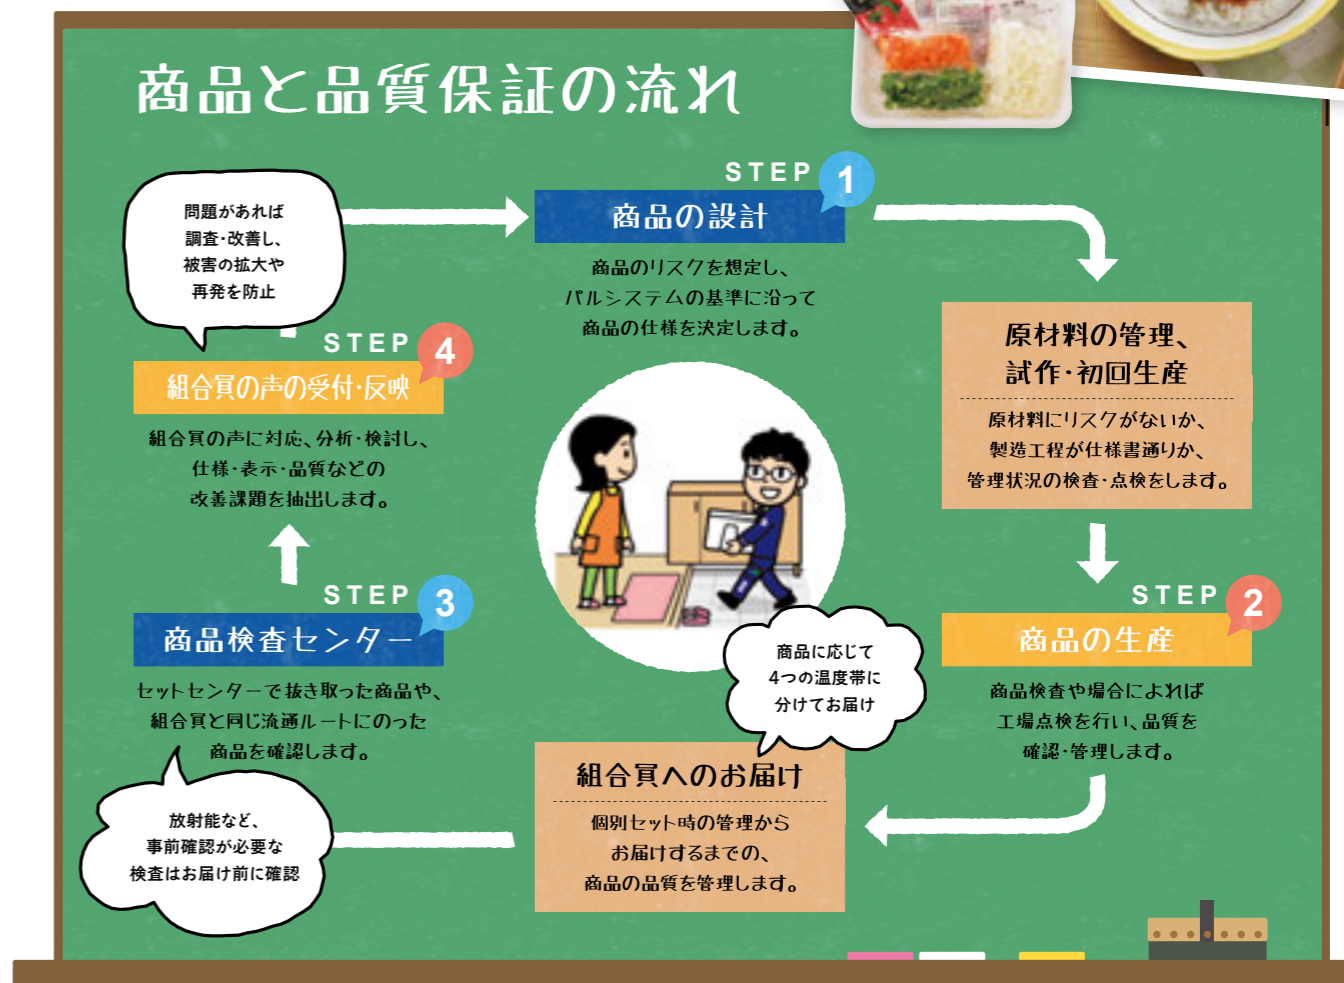 商品と品質保証の流れ
STEP 1
商品の設計
商品のリスクを想定し、
パルシステムの基準に沿って
商品の仕様を決定します。
原材料の管理、
試作・初回生産
原材料にリスクがないか、
製造工程が仕様書通りか、
管理状況の検査・点検をします。
STEP 2
商品の生産
商品検査や場合によれば
工場点検を行い、品質を
確認・管理します。
商品に応じて
4つの温度帯に
分けてお届け
組合員へのお届け
個別セット時の管理から
お届けするまでの、
商品の品質を管理します。
STEP 3
商品検査センター
セットセンターで抜き取った商品や、
組合員と同じ流通ルートにのった
商品を確認します。
放射能など、
事前確認が必要な
検査はお届け前に確認
STEP 4
組合員の声の受付・反映
組合員の声に対応、分析・検討し、
仕様・表示・品質などの
改善課題を抽出します。
問題があれば
調査・改善し、
被害の拡大や
再発を防止